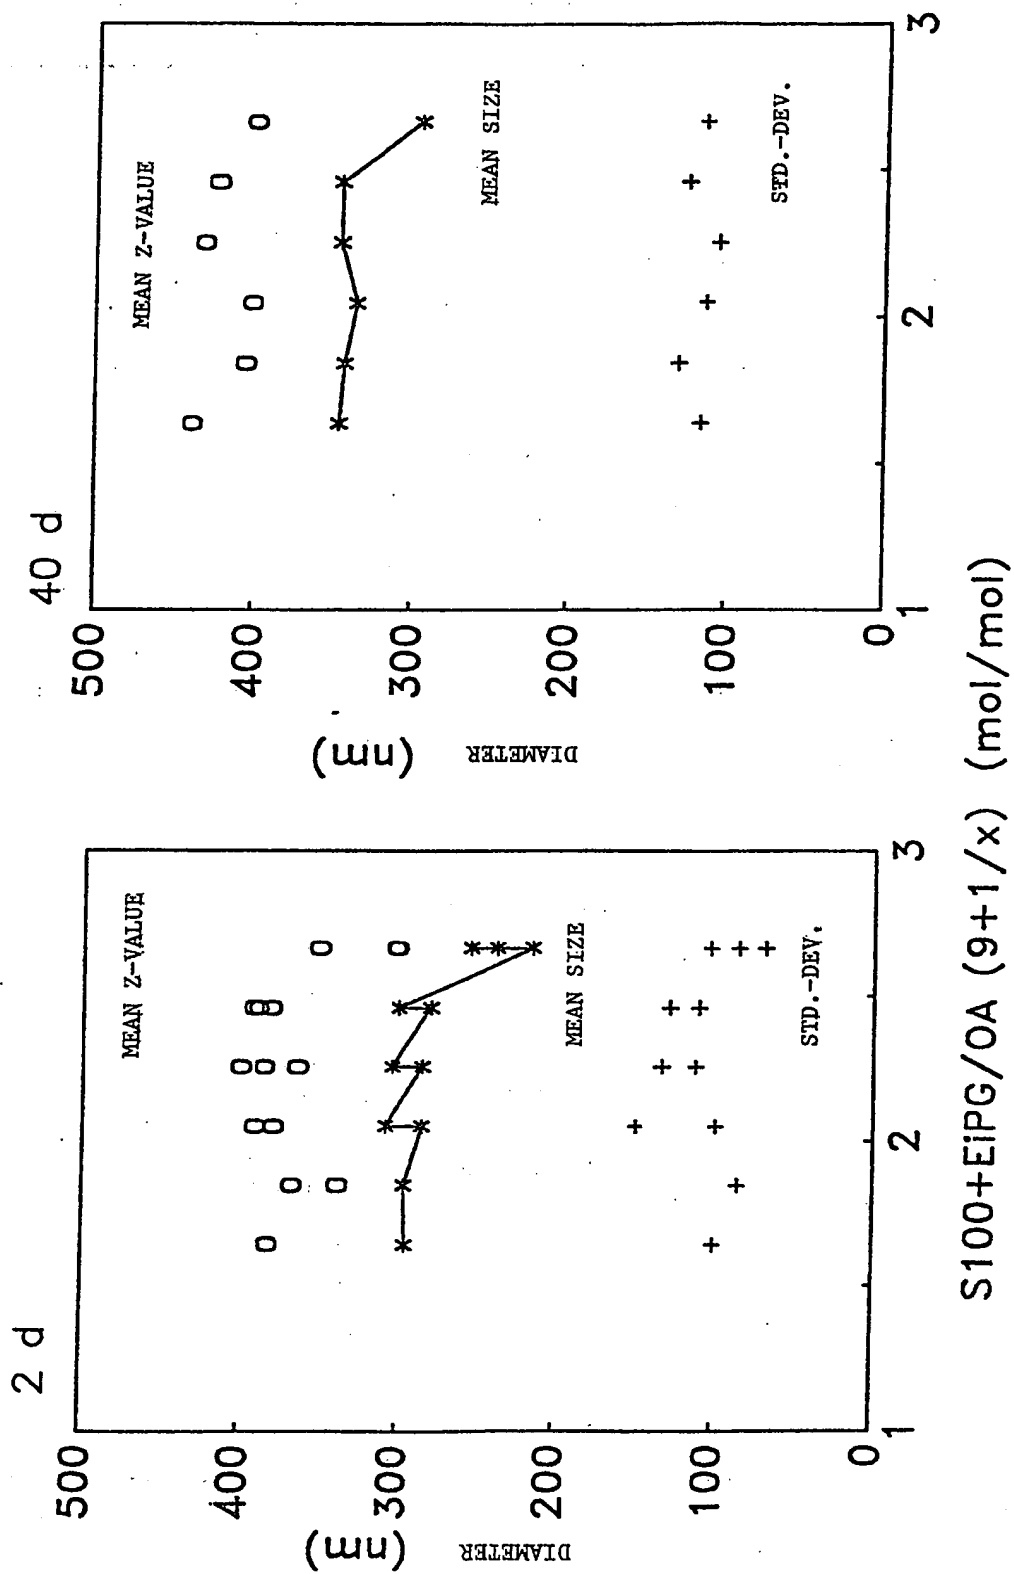 2 d
500
400
300
200
100
0
(nm)
DIAMETER
MEAN Z-VALUE
MEAN SIZE
STD.-DEV.
1
2
3
40 d
500
400
300
200
100
0
(nm)
DIAMETER
MEAN Z-VALUE
MEAN SIZE
STD.-DEV.
1
2
3
S100+EiPG/OA (9+1/x) (mol/mol)